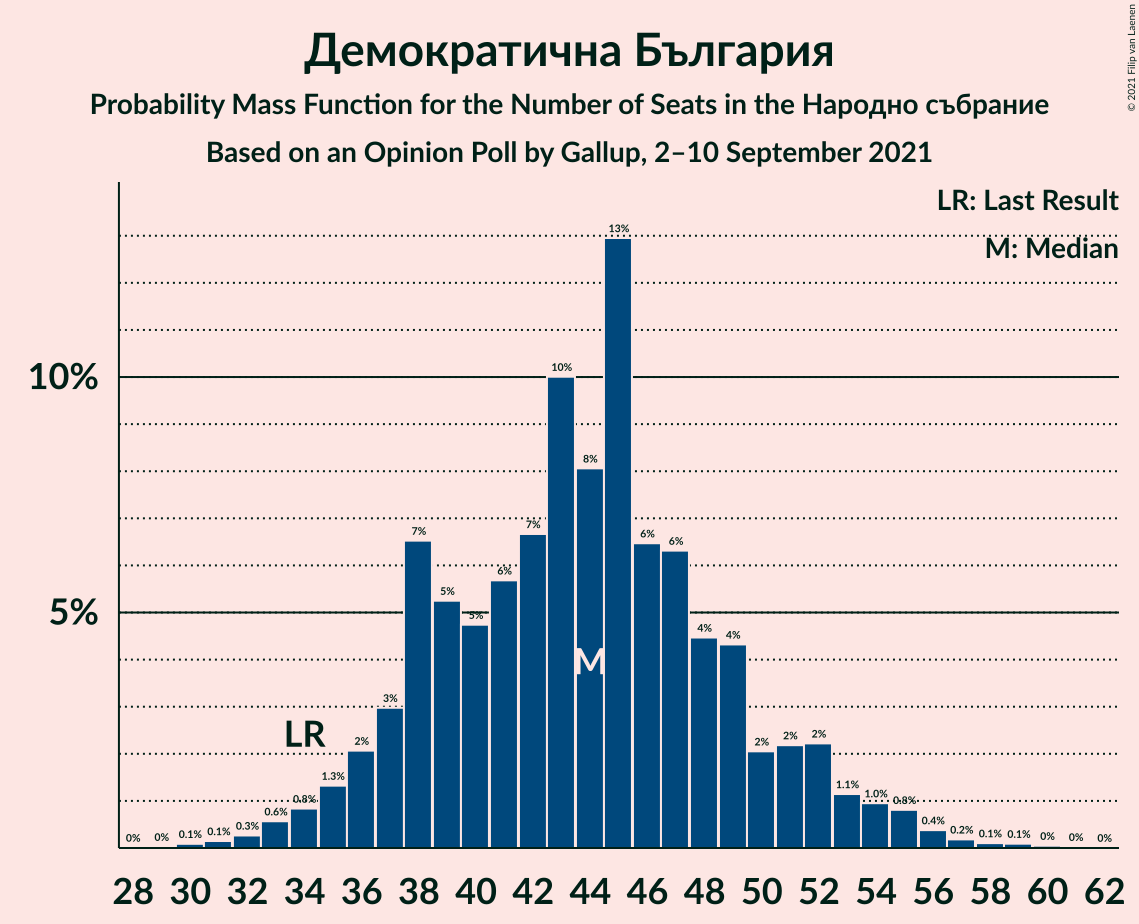 Демократична България
Probability Mass Function for the Number of Seats in the Народно събрание
Based on an Opinion Poll by Gallup, 2–10 September 2021
© 2021 Filip van Laenen
LR: Last Result
M: Median
10%
5%
0% 0% 0.1% 0.1% 0.3% 0.6% 0.8% 1.3% 2% 3% 7% 5% 5% 6% 7% 10% 8% 13% 6% 6% 4% 4% 2% 2% 2% 1.1% 1.0% 0.8% 0.4% 0.2% 0.1% 0.1% 0% 0% 0%
LR
M
28 30 32 34 36 38 40 42 44 46 48 50 52 54 56 58 60 62